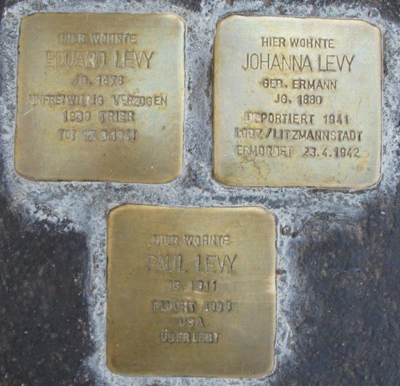 HIER WOHNTE
EDUARD LEVY
JG. 1878
UNFREIWILLIG VERZOGEN
1939 TRIER
TOT
HIER WOHNTE
JOHANNA LEVY
GEB. ERMANN
JG. 1880
DEPORTIERT 1941
LODZ/LITZMANNSTADT
ERMORDET 23.4.1942
HIER WOHNTE
PAUL LEVY
JG. 1911
FLUCHT
USA
ÜBERLEBT